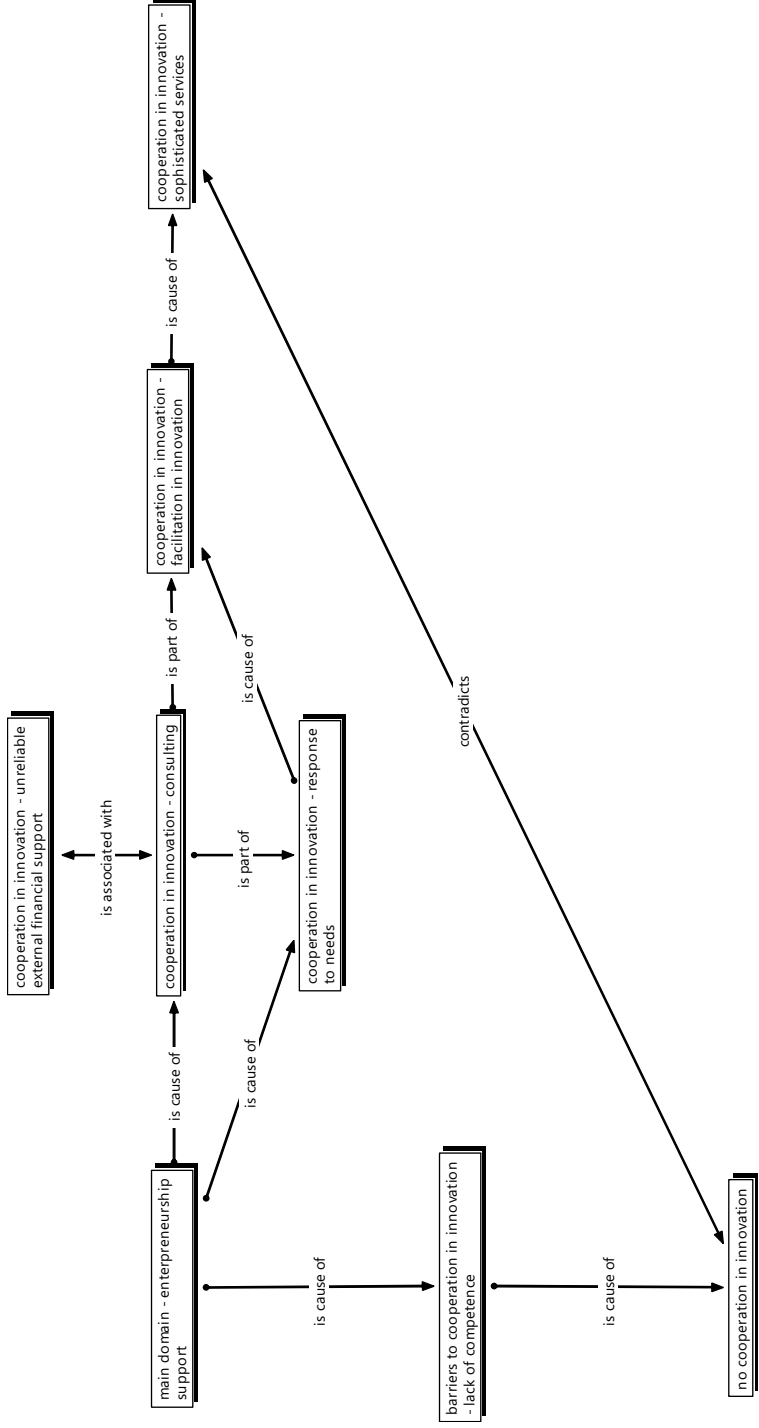 cooperation in innovation - unreliable
external financial support
is associated with
main domain - enterpreneurship
support
is cause of
cooperation in innovation - consulting
is part of
cooperation in innovation -
facilitation in innovation
is cause of
cooperation in innovation -
sophisticated services
is cause of
is part of
is cause of
cooperation in innovation - response
to needs
is cause of
barriers to cooperation in innovation
- lack of competence
contradicts
is cause of
no cooperation in innovation